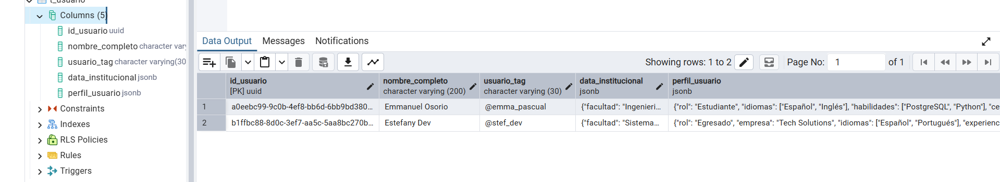 t_usuario
Columns (5)
id_usuario uuid
nombre_completo character vary
usuario_tag character varying(30
data_institucional jsonb
perfil_usuario jsonb
Constraints
Indexes
RLS Policies
Rules
Triggers
Data Output Messages Notifications
Showing rows: 1 to 2 Page No: 1 of 1
id_usuario nombre_completo usuario_tag data_institucional perfil_usuario
[PK] uuid character varying (200) character varying (30) jsonb jsonb
1 a0eebc99-9c0b-4ef8-bb6d-6bb9bd380... Emmanuel Osorio @emma_pascual {"facultad": "Ingenieri... {"rol": "Estudiante", "idiomas": ["Español", "Inglés"], "habilidades": ["PostgreSQL", "Python"], "ce
2 b1ffbc88-8d0c-3ef7-aa5c-5aa8bc270b... Estefany Dev @stef_dev {"facultad": "Sistema... {"rol": "Egresado", "empresa": "Tech Solutions", "idiomas": ["Español", "Portugués"], "experienc